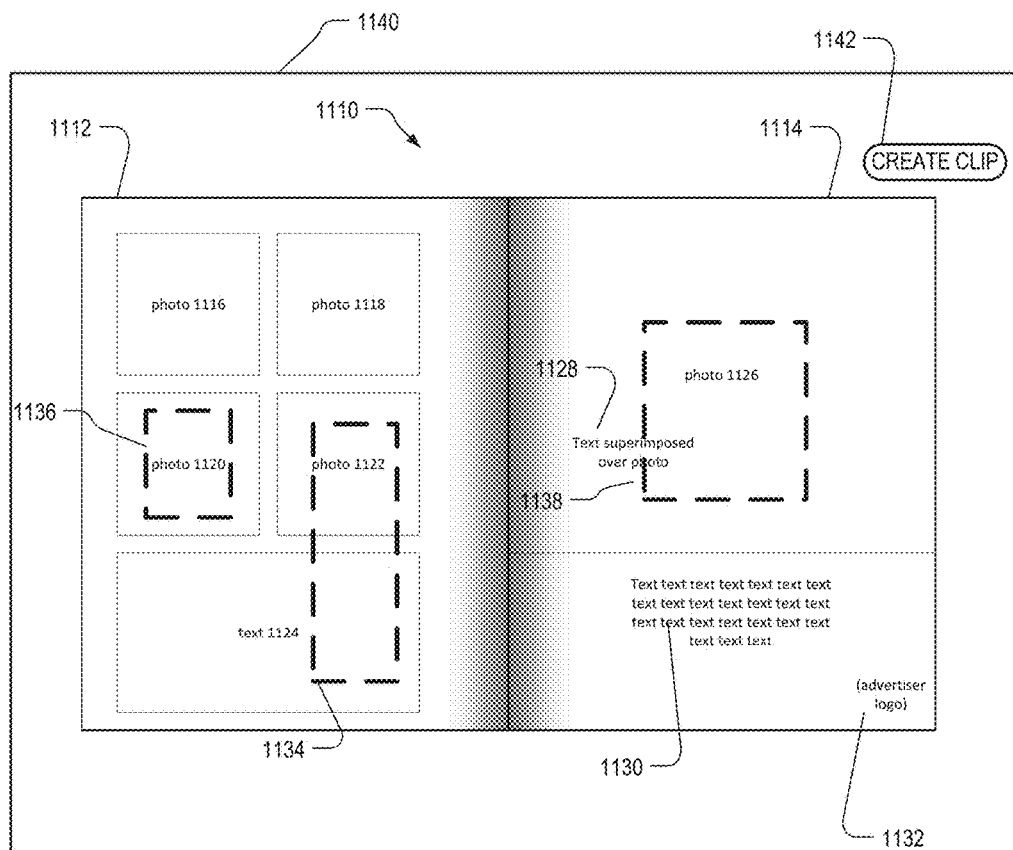 1140
1142
1112
1110
1114
CREATE CLIP
photo 1116
photo 1118
photo 1126
1128
1136
photo 1120
photo 1122
Text superimposed
over photo
1138
Text text text text text text text
text text text text text text text
text text text text text text text
text text text.
text 1124
(advertiser
logo)
1134
1130
1132